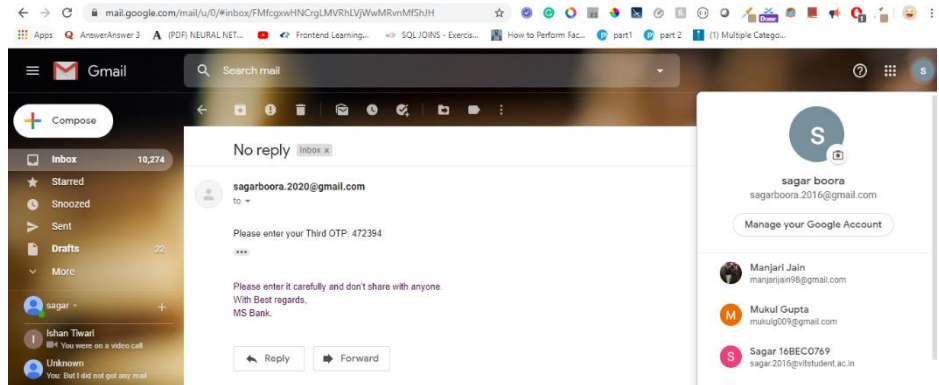 mail.google.com/mail/u/0/#inbox/FMfcgxwHNCrgLMVRhLVjWwMRvnMfShJH
Apps
AnswerAnswer 3
(PDF) NEURAL NET...
Frontend Learning...
SQL JOINS - Exercis...
How to Perform Fac...
part1
part 2
(1) Multiple Catego...
Draw
Gmail
Search mail
S
Compose
Inbox 10,274
Starred
Snoozed
Sent
Drafts 22
More
sagar
Ishan Tiwari
You were on a video call
Unknown
You: But I did not got any mail
No reply Inbox x
sagarboora.2020@gmail.com
to
Please enter your Third OTP: 472394
Please enter it carefully and don't share with anyone.
With Best regards,
MS Bank.
Reply
Forward
S
sagar boora
sagarboora.2016@gmail.com
Manage your Google Account
Manjari Jain
manjarijain98@gmail.com
M
Mukul Gupta
mukulg009@gmail.com
S
Sagar 16BEC0769
sagar.2016@vitstudent.ac.in